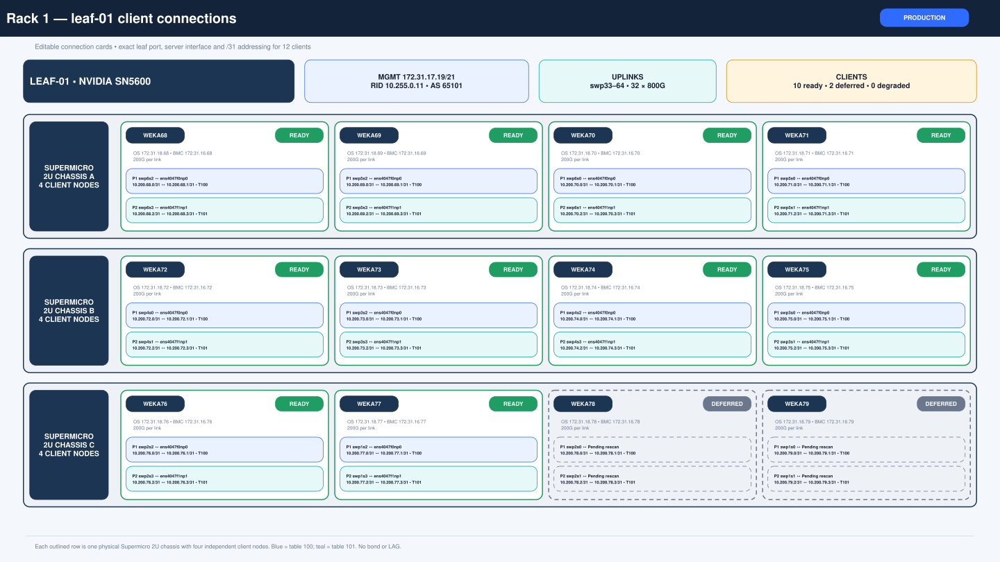 Rack 1 — leaf-01 client connections
PRODUCTION
Editable connection cards • exact leaf port, server interface and /31 addressing for 12 clients
LEAF-01 • NVIDIA SN5600
MGMT 172.31.17.19/21
RID 10.255.0.11 • AS 65101
UPLINKS
swp33–64 • 32 × 800G
CLIENTS
10 ready • 2 deferred • 0 degraded
SUPERMICRO
2U CHASSIS A
4 CLIENT NODES
WEKA68
READY
OS 172.31.18.68 • BMC 172.31.16.68
200G per link
P1 swp6s2 ↔ ens4047f0np0
10.200.68.0/31 ↔ 10.200.68.1/31 • T100
P2 swp6s3 ↔ ens4047f1np1
10.200.68.2/31 ↔ 10.200.68.3/31 • T101
WEKA69
READY
OS 172.31.18.69 • BMC 172.31.16.69
200G per link
P1 swp5s2 ↔ ens4047f0np0
10.200.69.0/31 ↔ 10.200.69.1/31 • T100
P2 swp5s3 ↔ ens4047f1np1
10.200.69.2/31 ↔ 10.200.69.3/31 • T101
WEKA70
READY
OS 172.31.18.70 • BMC 172.31.16.70
200G per link
P1 swp6s0 ↔ ens4047f0np0
10.200.70.0/31 ↔ 10.200.70.1/31 • T100
P2 swp6s1 ↔ ens4047f1np1
10.200.70.2/31 ↔ 10.200.70.3/31 • T101
WEKA71
READY
OS 172.31.18.71 • BMC 172.31.16.71
200G per link
P1 swp5s0 ↔ ens4047f0np0
10.200.71.0/31 ↔ 10.200.71.1/31 • T100
P2 swp5s1 ↔ ens4047f1np1
10.200.71.2/31 ↔ 10.200.71.3/31 • T101
SUPERMICRO
2U CHASSIS B
4 CLIENT NODES
WEKA72
READY
OS 172.31.18.72 • BMC 172.31.16.72
200G per link
P1 swp4s0 ↔ ens4047f0np0
10.200.72.0/31 ↔ 10.200.72.1/31 • T100
P2 swp4s1 ↔ ens4047f1np1
10.200.72.2/31 ↔ 10.200.72.3/31 • T101
WEKA73
READY
OS 172.31.18.73 • BMC 172.31.16.73
200G per link
P1 swp3s2 ↔ ens4047f0np0
10.200.73.0/31 ↔ 10.200.73.1/31 • T100
P2 swp3s3 ↔ ens4047f1np1
10.200.73.2/31 ↔ 10.200.73.3/31 • T101
WEKA74
READY
OS 172.31.18.74 • BMC 172.31.16.74
200G per link
P1 swp4s2 ↔ ens4047f0np0
10.200.74.0/31 ↔ 10.200.74.1/31 • T100
P2 swp4s3 ↔ ens4047f1np1
10.200.74.2/31 ↔ 10.200.74.3/31 • T101
WEKA75
READY
OS 172.31.18.75 • BMC 172.31.16.75
200G per link
P1 swp3s0 ↔ ens4047f0np0
10.200.75.0/31 ↔ 10.200.75.1/31 • T100
P2 swp3s1 ↔ ens4047f1np1
10.200.75.2/31 ↔ 10.200.75.3/31 • T101
SUPERMICRO
2U CHASSIS C
4 CLIENT NODES
WEKA76
READY
OS 172.31.18.76 • BMC 172.31.16.76
200G per link
P1 swp2s2 ↔ ens4047f0np0
10.200.76.0/31 ↔ 10.200.76.1/31 • T100
P2 swp2s3 ↔ ens4047f1np1
10.200.76.2/31 ↔ 10.200.76.3/31 • T101
WEKA77
READY
OS 172.31.18.77 • BMC 172.31.16.77
200G per link
P1 swp1s2 ↔ ens4047f0np0
10.200.77.0/31 ↔ 10.200.77.1/31 • T100
P2 swp1s3 ↔ ens4047f1np1
10.200.77.2/31 ↔ 10.200.77.3/31 • T101
WEKA78
DEFERRED
OS 172.31.18.78 • BMC 172.31.16.78
200G per link
P1 swp2s0 ↔ Pending rescan
10.200.78.0/31 ↔ 10.200.78.1/31 • T100
P2 swp2s1 ↔ Pending rescan
10.200.78.2/31 ↔ 10.200.78.3/31 • T101
WEKA79
DEFERRED
OS 172.31.18.79 • BMC 172.31.16.79
200G per link
P1 swp1s0 ↔ Pending rescan
10.200.79.0/31 ↔ 10.200.79.1/31 • T100
P2 swp1s1 ↔ Pending rescan
10.200.79.2/31 ↔ 10.200.79.3/31 • T101
Each outlined row is one physical Supermicro 2U chassis with four independent client nodes. Blue = table 100; teal = table 101. No bond or LAG.